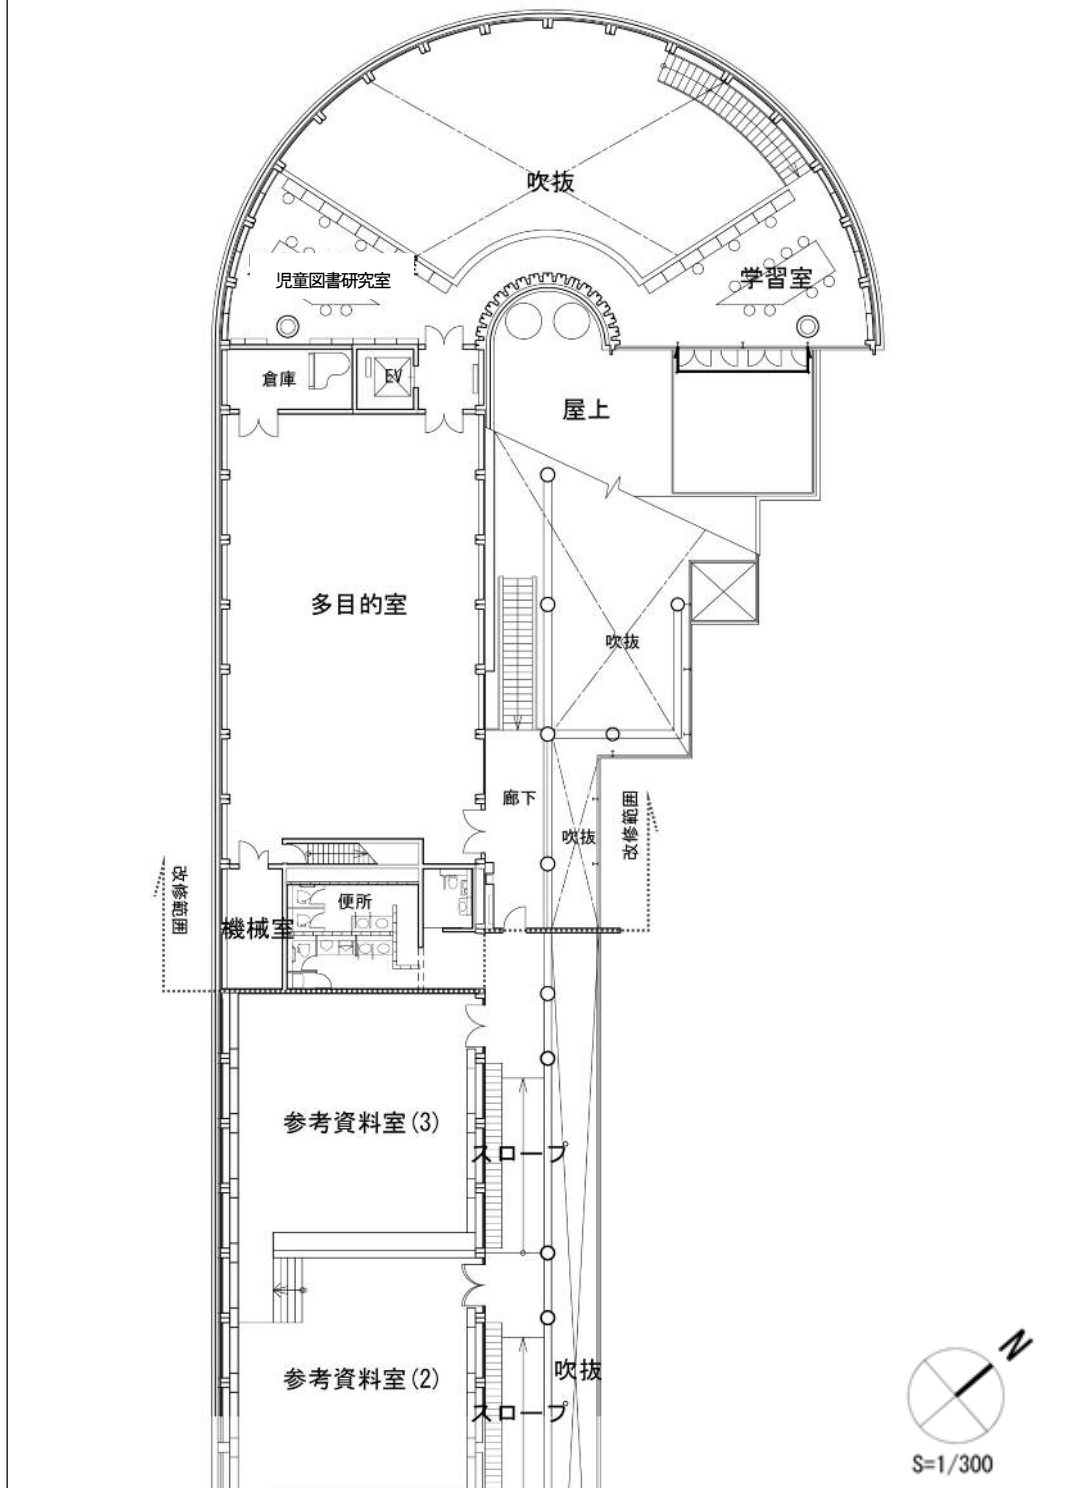 吹抜
児童図書研究室
学習室
倉庫
EV
屋上
多目的室
吹抜
廊下
吹抜
改修範囲
改修範囲
便所
機械室
参考資料室(3)
スロープ
参考資料室(2)
吹抜
スロープ
N
S=1/300